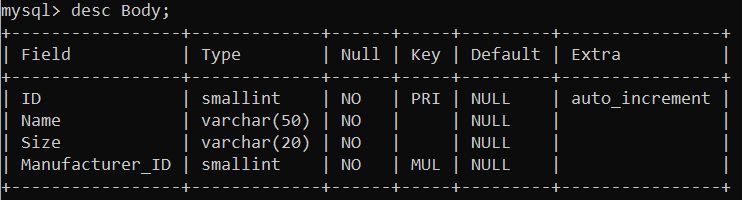 mysql> desc Body;
+-----------------+-------------+------+-----+---------+----------------+
| Field           | Type        | Null | Key | Default | Extra          |
+-----------------+-------------+------+-----+---------+----------------+
| ID              | smallint    | NO   | PRI | NULL    | auto_increment |
| Name            | varchar(50) | NO   |     | NULL    |                |
| Size            | varchar(20) | NO   |     | NULL    |                |
| Manufacturer_ID | smallint    | NO   | MUL | NULL    |                |
+-----------------+-------------+------+-----+---------+----------------+